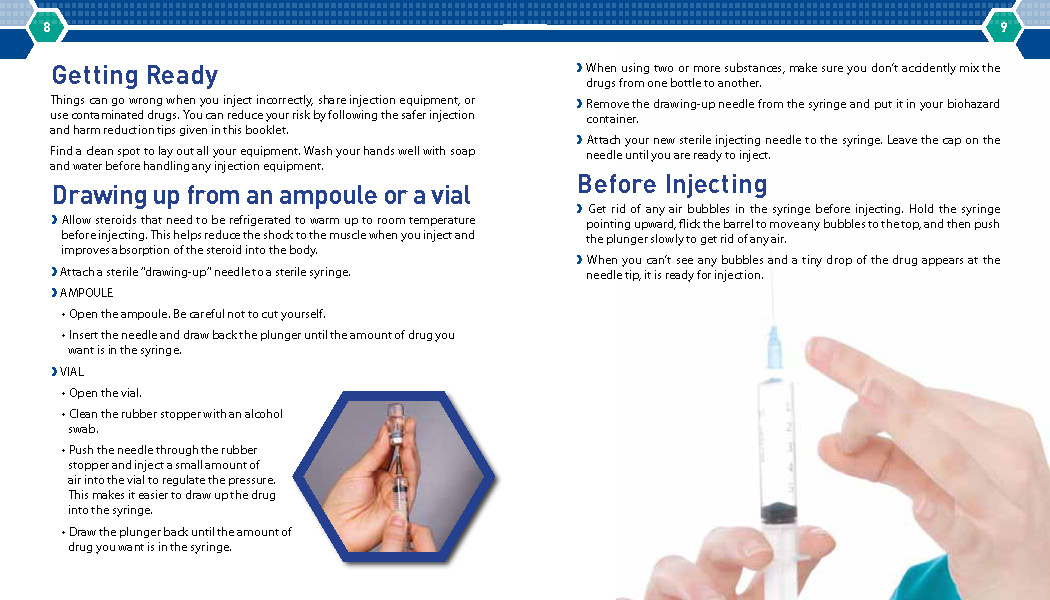 8
Getting Ready
Things can go wrong when you inject incorrectly, share injection equipment, or
use contaminated drugs. You can reduce your risk by following the safer injection
and harm reduction tips given in this booklet.
Find a clean spot to lay out all your equipment. Wash your hands well with soap
and water before handling any injection equipment.
Drawing up from an ampoule or a vial
❯ Allow steroids that need to be refrigerated to warm up to room temperature
before injecting. This helps reduce the shock to the muscle when you inject and
improves absorption of the steroid into the body.
❯ Attach a sterile "drawing-up" needle to a sterile syringe.
❯ AMPOULE
• Open the ampoule. Be careful not to cut yourself.
• Insert the needle and draw back the plunger until the amount of drug you
want is in the syringe.
❯ VIAL
• Open the vial.
• Clean the rubber stopper with an alcohol
swab.
• Push the needle through the rubber
stopper and inject a small amount of
air into the vial to regulate the pressure.
This makes it easier to draw up the drug
into the syringe.
• Draw the plunger back until the amount of
drug you want is in the syringe.
9
❯ When using two or more substances, make sure you don't accidently mix the
drugs from one bottle to another.
❯ Remove the drawing-up needle from the syringe and put it in your biohazard
container.
❯ Attach your new sterile injecting needle to the syringe. Leave the cap on the
needle until you are ready to inject.
Before Injecting
❯ Get rid of any air bubbles in the syringe before injecting. Hold the syringe
pointing upward, flick the barrel to move any bubbles to the top, and then push
the plunger slowly to get rid of any air.
❯ When you can't see any bubbles and a tiny drop of the drug appears at the
needle tip, it is ready for injection.